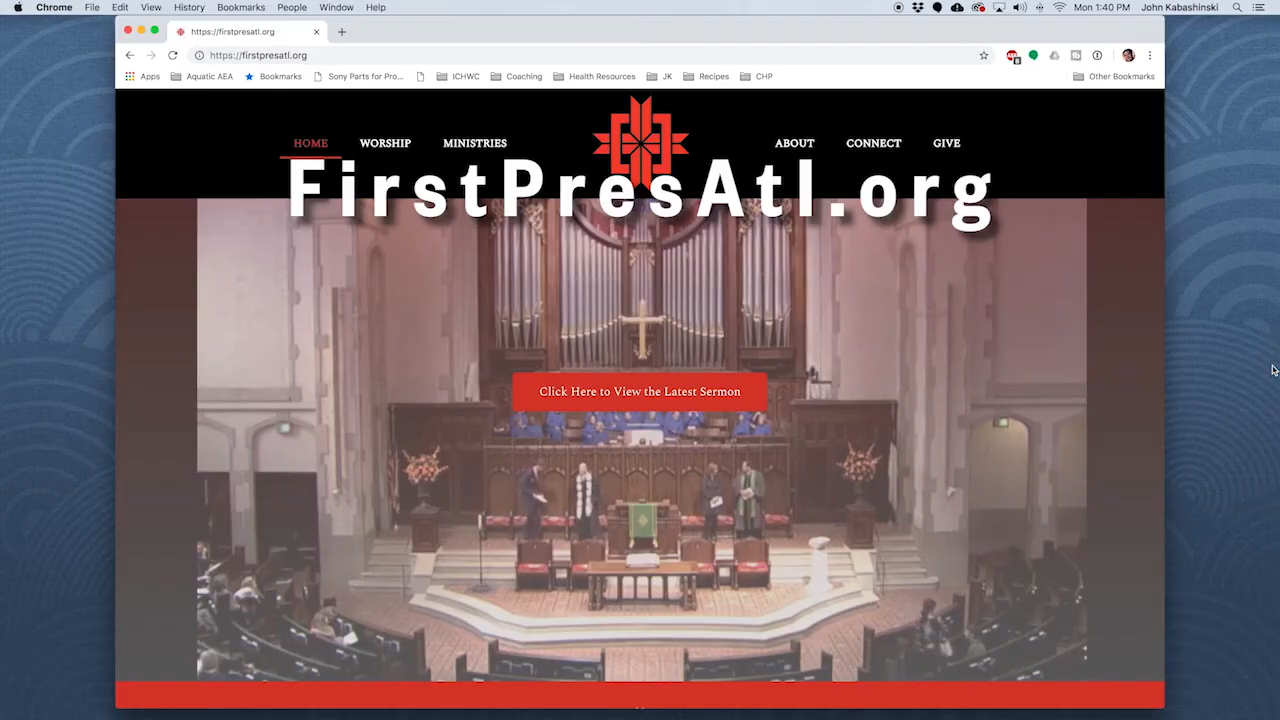 Chrome File Edit View History Bookmarks People Window Help Mon 1:40 PM John Kabashinski
https://firstpresatl.org
https://firstpresatl.org
Apps Aquatic AEA Bookmarks Sony Parts for Pro... ICHWC Coaching Health Resources JK Recipes CHP Other Bookmarks
HOME WORSHIP MINISTRIES ABOUT CONNECT GIVE
FirstPresAtl.org
Click Here to View the Latest Sermon